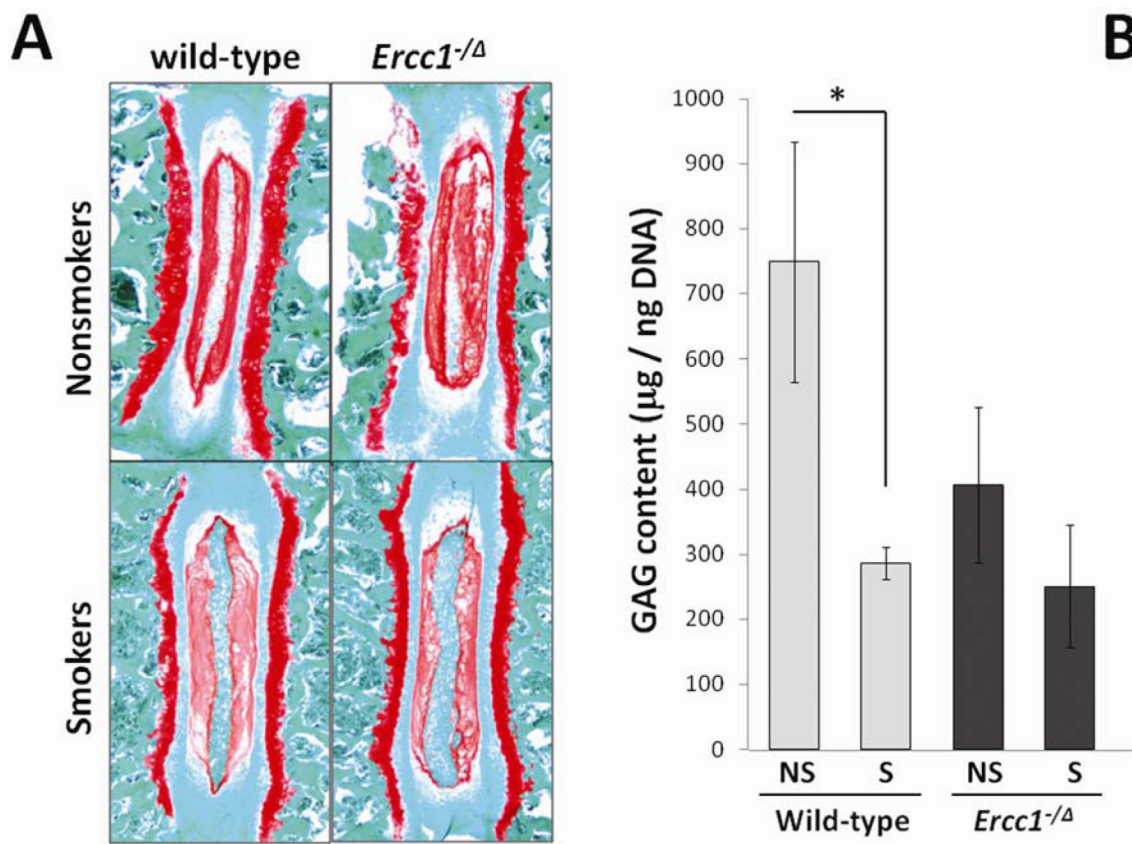 A
wild-type
Ercc1-/Δ
Nonsmokers
Smokers
B
GAG content (µg / ng DNA)
1000
900
800
700
600
500
400
300
200
100
0
*
NS
S
NS
S
Wild-type
Ercc1-/Δ